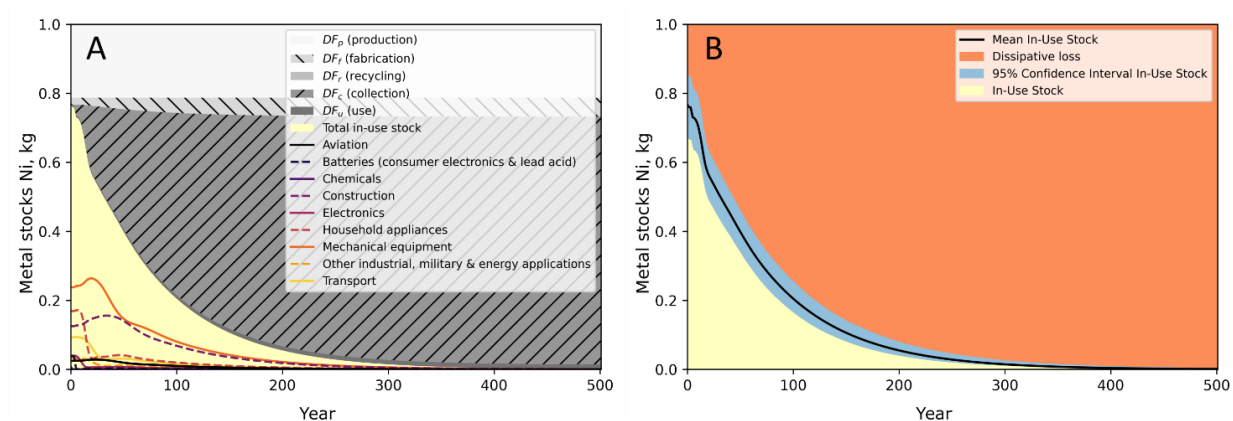 A
1.0
0.8
0.6
0.4
0.2
0.0
Metal stocks Ni, kg
0
100
200
300
400
500
Year
DFp (production)
DFf (fabrication)
DFr (recycling)
DFc (collection)
DFu (use)
Total in-use stock
Aviation
Batteries (consumer electronics & lead acid)
Chemicals
Construction
Electronics
Household appliances
Mechanical equipment
Other industrial, military & energy applications
Transport
B
1.0
0.8
0.6
0.4
0.2
0.0
Metal stocks Ni, kg
0
100
200
300
400
500
Year
Mean In-Use Stock
Dissipative loss
95% Confidence Interval In-Use Stock
In-Use Stock